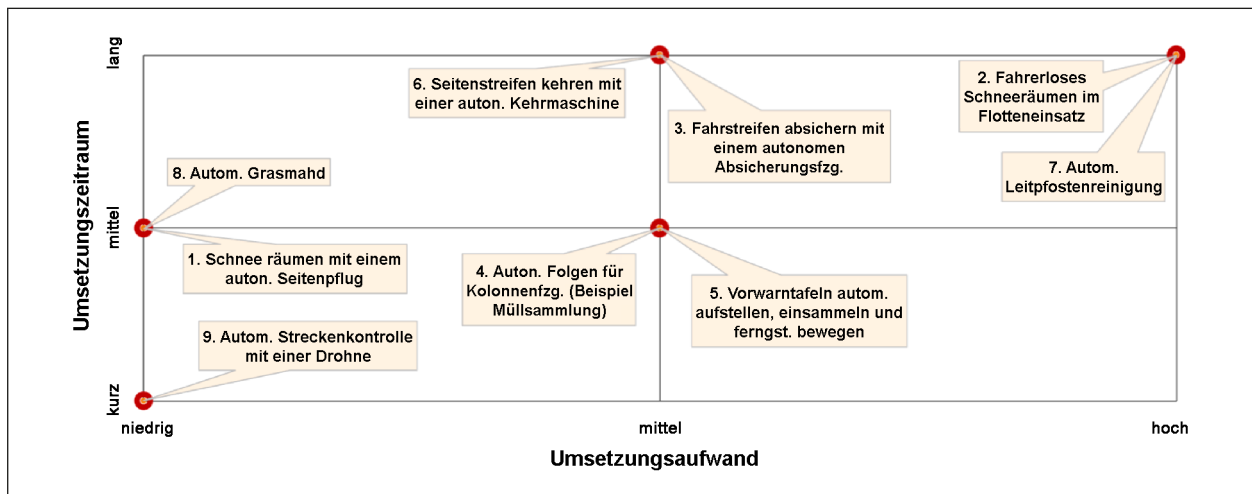 Umsetzungszeitraum
lang
mittel
kurz
6. Seitenstreifen kehren mit
einer auton. Kehrmaschine
3. Fahrstreifen absichern mit
einem autonomen
Absicherungsfzg.
2. Fahrerloses
Schneeräumen im
Flotteneinsatz
7. Autom.
Leitpfostenreinigung
8. Autom. Grasmahd
1. Schnee räumen mit einem
auton. Seitenpflug
4. Auton. Folgen für
Kolonnenfzg. (Beispiel
Müllsammlung)
5. Vorwarntafeln autom.
aufstellen, einsammeln und
ferngst. bewegen
9. Autom. Streckenkontrolle
mit einer Drohne
niedrig
mittel
hoch
Umsetzungsaufwand